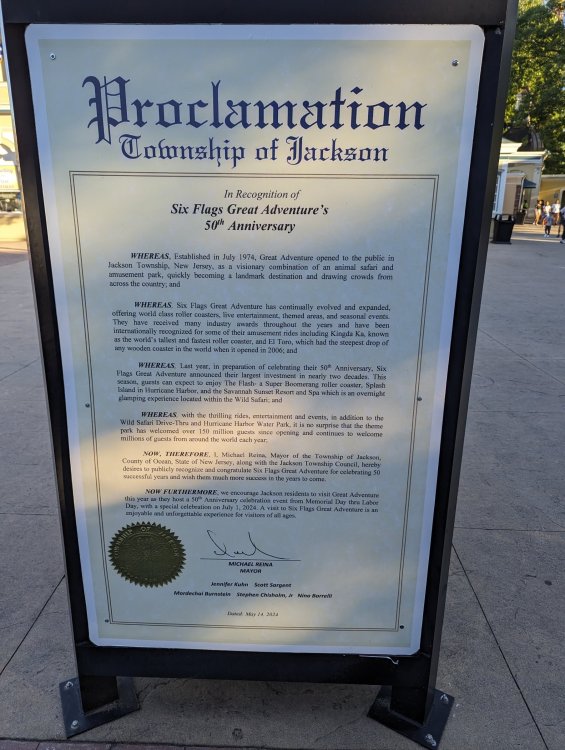 Proclamation
Township of Jackson
In Recognition of
Six Flags Great Adventure's
50th Anniversary
WHEREAS, Established in July 1974, Great Adventure opened to the public in
Jackson Township, New Jersey, as a visionary combination of an animal safari and
amusement park, quickly becoming a landmark destination and drawing crowds from
across the country; and
WHEREAS, Six Flags Great Adventure has continually evolved and expanded,
offering world class roller coasters, live entertainment, themed areas, and seasonal events.
They have received many industry awards throughout the years and have been
internationally recognized for some of their amusement rides including Kingda Ka, known
as the world's tallest and fastest roller coaster, and El Toro, which had the steepest drop of
any wooden coaster in the world when it opened in 2006; and
WHEREAS, Last year, in preparation of celebrating their 50th Anniversary, Six
Flags Great Adventure announced their largest investment in nearly two decades. This
season, guests can expect to enjoy The Flash- a Super Boomerang roller coaster, Splash
Island in Hurricane Harbor, and the Savannah Sunset Resort and Spa which is an overnight
glamping experience located within the Wild Safari; and
WHEREAS, with the thrilling rides, entertainment and events, in addition to the
Wild Safari Drive-Thru and Hurricane Harbor Water Park, it is no surprise that the theme
park has welcomed over 150 million guests since opening and continues to welcome
millions of guests from around the world each year;
NOW, THEREFORE, I, Michael Reina, Mayor of the Township of Jackson,
County of Ocean, State of New Jersey, along with the Jackson Township Council, hereby
desires to publicly recognize and congratulate Six Flags Great Adventure for celebrating 50
successful years and wish them much more success in the years to come.
NOW FURTHERMORE, we encourage Jackson residents to visit Great Adventure
this year as they host a 50th Anniversary celebration event from Memorial Day thru Labor
Day, with a special celebration on July 1, 2024. A visit to Six Flags Great Adventure is an
enjoyable and unforgettable experience for visitors of all ages.
MICHAEL REINA
MAYOR
Jennifer Kuhn Scott Sargent
Mordechai Burnstein Stephen Chisholm, Jr Nino Borrelli
Dated: May 14, 2024